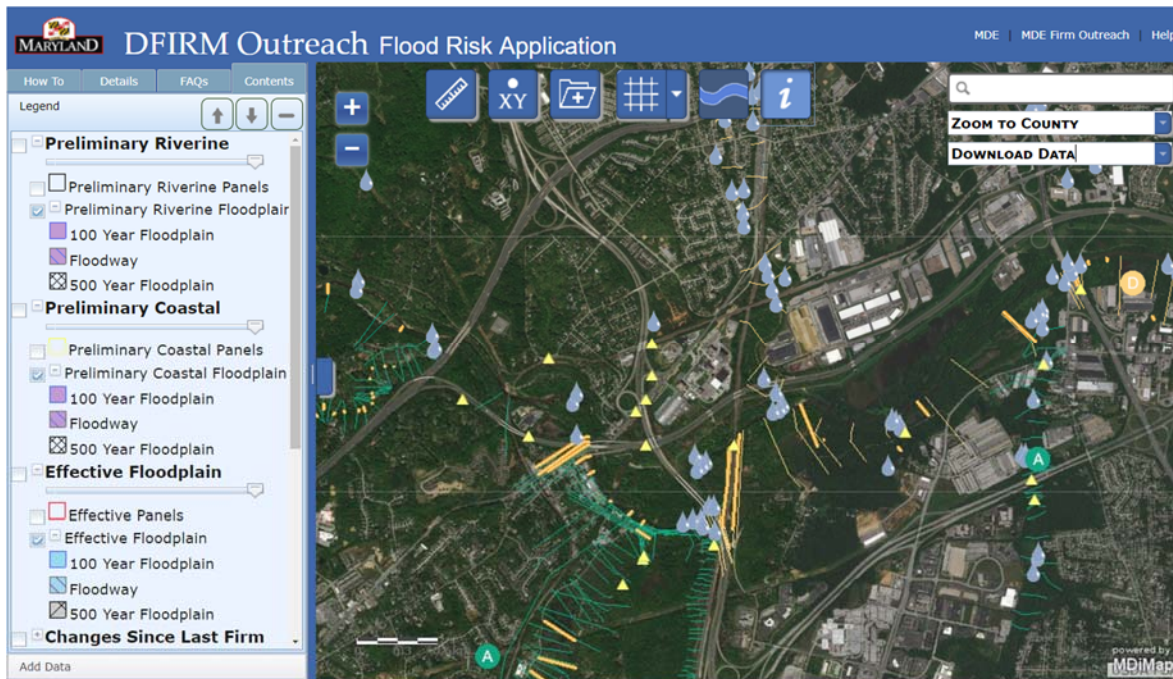 MARYLAND
DFIRM Outreach Flood Risk Application
MDE | MDE Firm Outreach | Help
How To
Details
FAQs
Contents
Legend
Preliminary Riverine
Preliminary Riverine Panels
Preliminary Riverine Floodplain
100 Year Floodplain
Floodway
500 Year Floodplain
Preliminary Coastal
Preliminary Coastal Panels
Preliminary Coastal Floodplain
100 Year Floodplain
Floodway
500 Year Floodplain
Effective Floodplain
Effective Panels
Effective Floodplain
100 Year Floodplain
Floodway
500 Year Floodplain
Changes Since Last Firm
Add Data
+
−
XY
i
ZOOM TO COUNTY
DOWNLOAD DATA
D
A
A
powered by
MDiMap